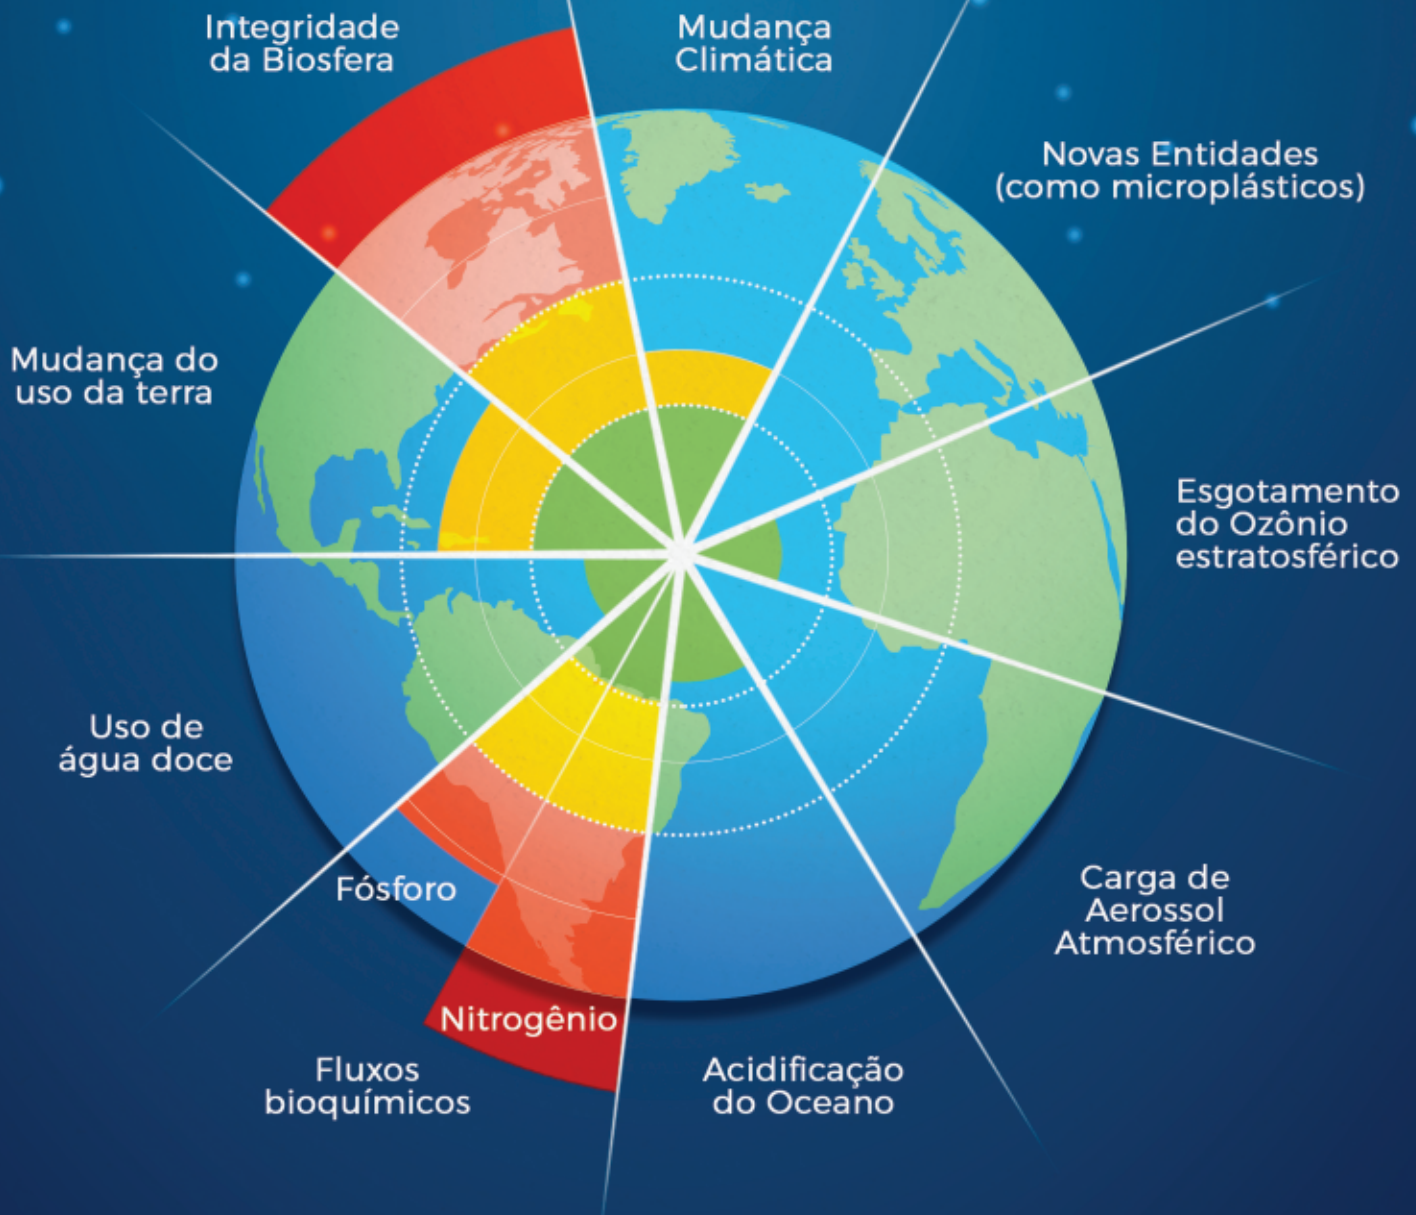 Integridade
da Biosfera
Mudança
Climática
Novas Entidades
(como microplásticos)
Mudança do
uso da terra
Esgotamento
do Ozônio
estratosférico
Uso de
água doce
Fósforo
Carga de
Aerossol
Atmosférico
Nitrogênio
Fluxos
bioquímicos
Acidificação
do Oceano